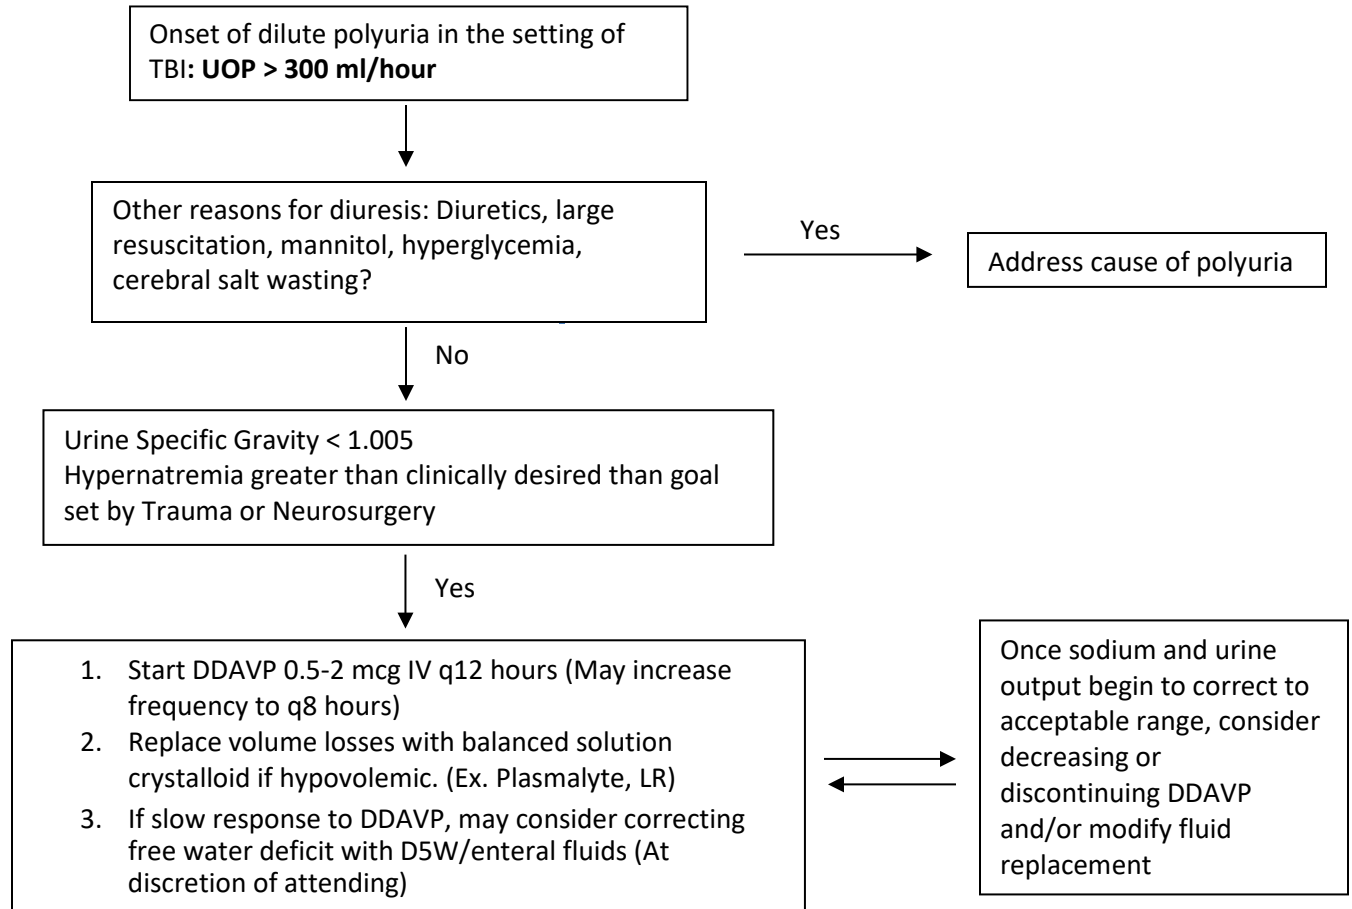 Onset of dilute polyuria in the setting of
TBI: UOP > 300 ml/hour
Other reasons for diuresis: Diuretics, large
resuscitation, mannitol, hyperglycemia,
cerebral salt wasting?
Yes
Address cause of polyuria
No
Urine Specific Gravity < 1.005
Hypernatremia greater than clinically desired than goal
set by Trauma or Neurosurgery
Yes
1. Start DDAVP 0.5-2 mcg IV q12 hours (May increase
frequency to q8 hours)
2. Replace volume losses with balanced solution
crystalloid if hypovolemic. (Ex. Plasmalyte, LR)
3. If slow response to DDAVP, may consider correcting
free water deficit with D5W/enteral fluids (At
discretion of attending)
Once sodium and urine
output begin to correct to
acceptable range, consider
decreasing or
discontinuing DDAVP
and/or modify fluid
replacement